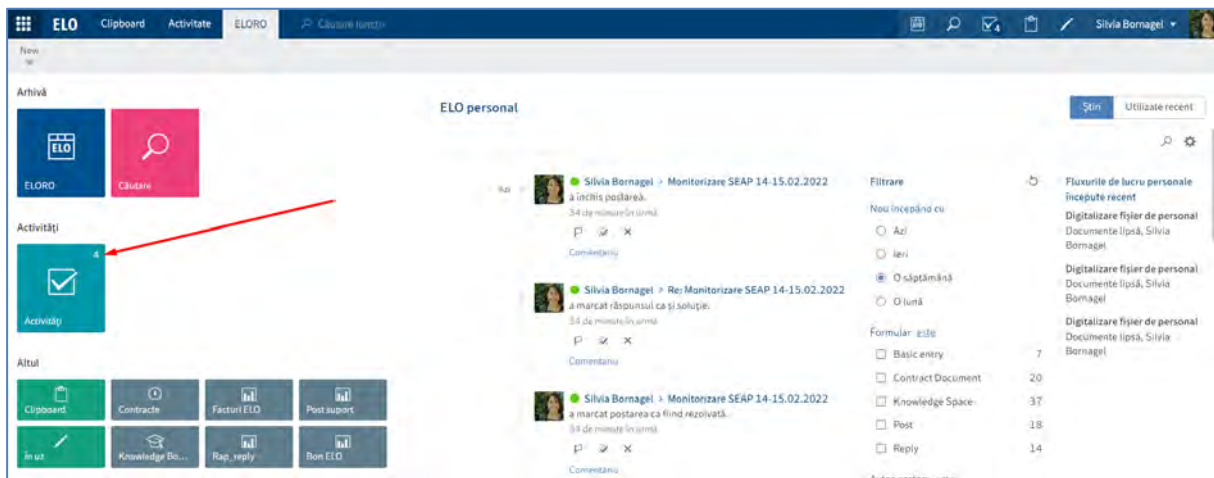 ELO Clipboard Activitate ELORO Căutare funcții 4 Silvia Bornagel
New
Arhivă
ELO
ELORO
Căutare
Activități
4
Activități
Altul
Clipboard
Contracte
Facturi ELO
Post suport
În uz
Knowledge Bo...
Rap_reply
Bon ELO
ELO personal
Știri Utilizate recent
Azi
Silvia Bornagel > Monitorizare SEAP 14-15.02.2022
a închis postarea.
34 de minute în urmă
Comentariu
Silvia Bornagel > Re: Monitorizare SEAP 14-15.02.2022
a marcat răspunsul ca și soluție.
34 de minute în urmă
Comentariu
Silvia Bornagel > Monitorizare SEAP 14-15.02.2022
a marcat postarea ca fiind rezolvată.
34 de minute în urmă
Comentariu
Filtrare
Nou începând cu
Azi
Ieri
O săptămână
O lună
Formular este
Basic entry 7
Contract Document 20
Knowledge Space 37
Post 18
Reply 14
Fluxurile de lucru personale
începute recent
Digitalizare fișier de personal
Documente lipsă, Silvia
Bornagel
Digitalizare fișier de personal
Documente lipsă, Silvia
Bornagel
Digitalizare fișier de personal
Documente lipsă, Silvia
Bornagel